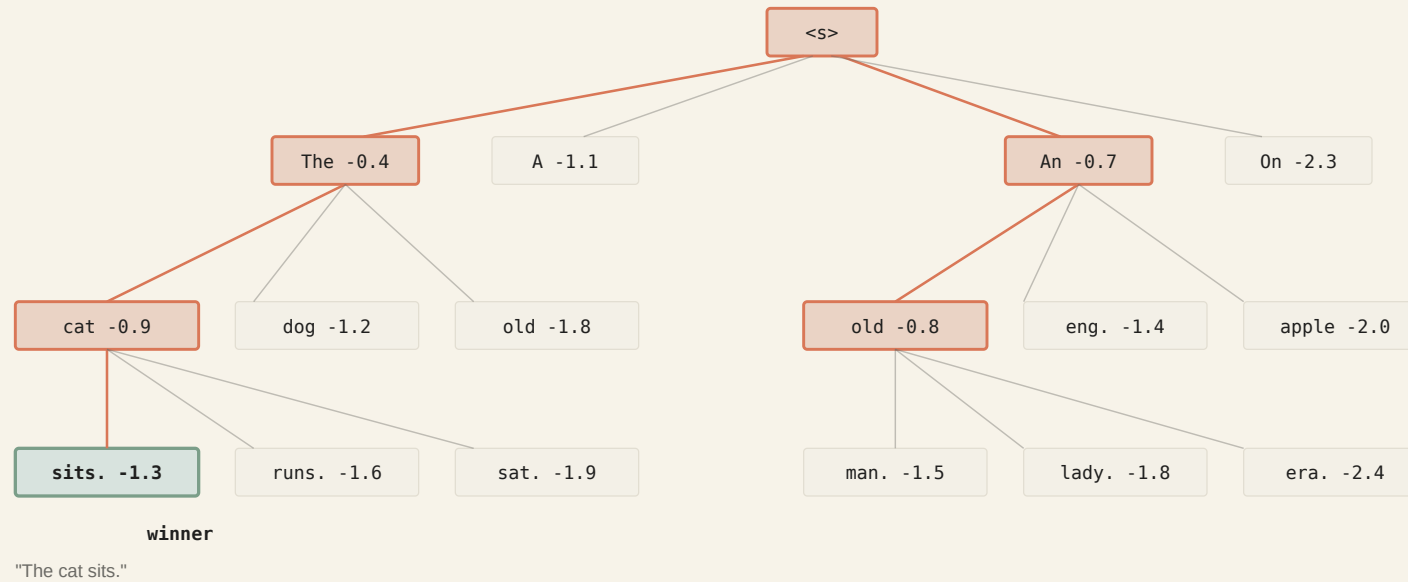 <s>
The -0.4 A -1.1 An -0.7 On -2.3
cat -0.9 dog -1.2 old -1.8 old -0.8 eng. -1.4 apple -2.0
sits. -1.3 runs. -1.6 sat. -1.9 man. -1.5 lady. -1.8 era. -2.4
winner
"The cat sits."